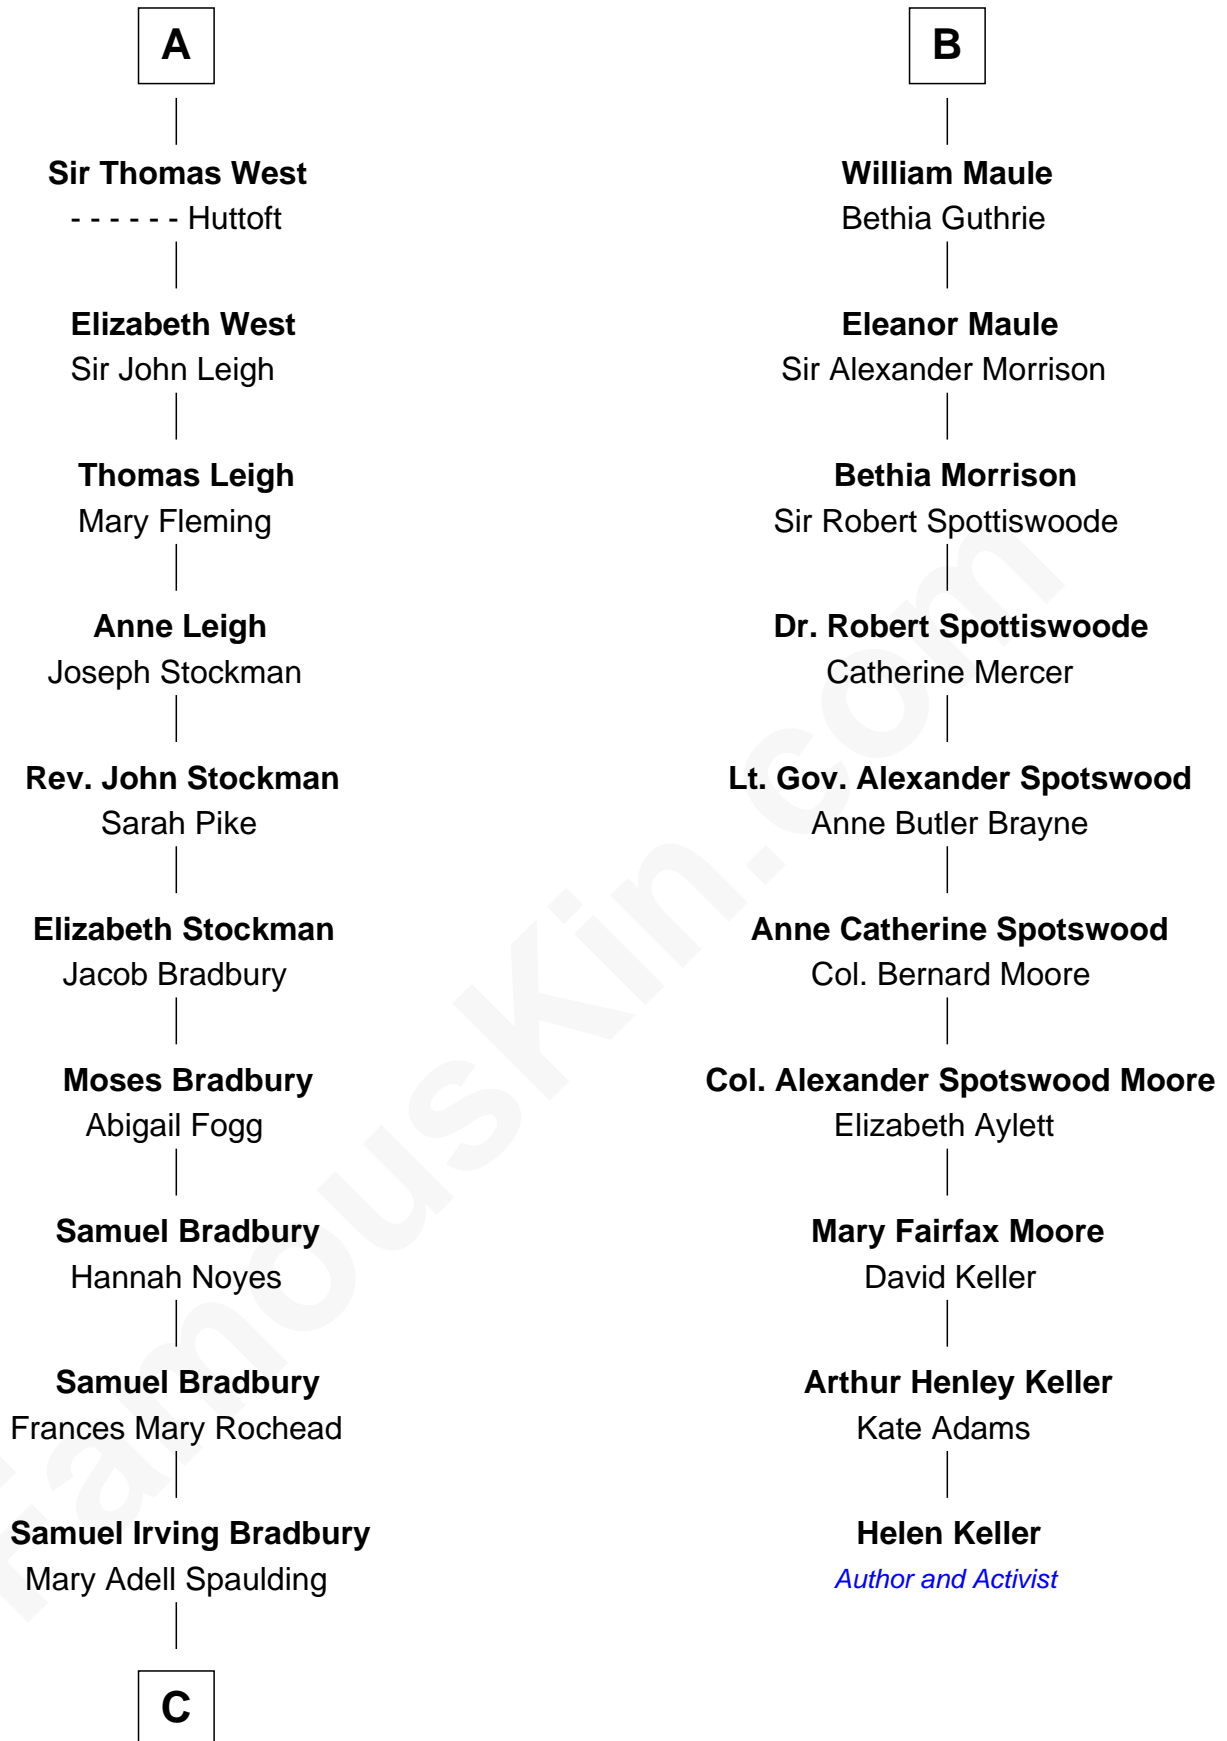 A
Sir Thomas West
- - - - - - Huttoft
Elizabeth West
Sir John Leigh
Thomas Leigh
Mary Fleming
Anne Leigh
Joseph Stockman
Rev. John Stockman
Sarah Pike
Elizabeth Stockman
Jacob Bradbury
Moses Bradbury
Abigail Fogg
Samuel Bradbury
Hannah Noyes
Samuel Bradbury
Frances Mary Rochead
Samuel Irving Bradbury
Mary Adell Spaulding
C
B
William Maule
Bethia Guthrie
Eleanor Maule
Sir Alexander Morrison
Bethia Morrison
Sir Robert Spottiswoode
Dr. Robert Spottiswoode
Catherine Mercer
Lt. Gov. Alexander Spotswood
Anne Butler Brayne
Anne Catherine Spotswood
Col. Bernard Moore
Col. Alexander Spotswood Moore
Elizabeth Aylett
Mary Fairfax Moore
David Keller
Arthur Henley Keller
Kate Adams
Helen Keller
Author and Activist
FamousKin.com